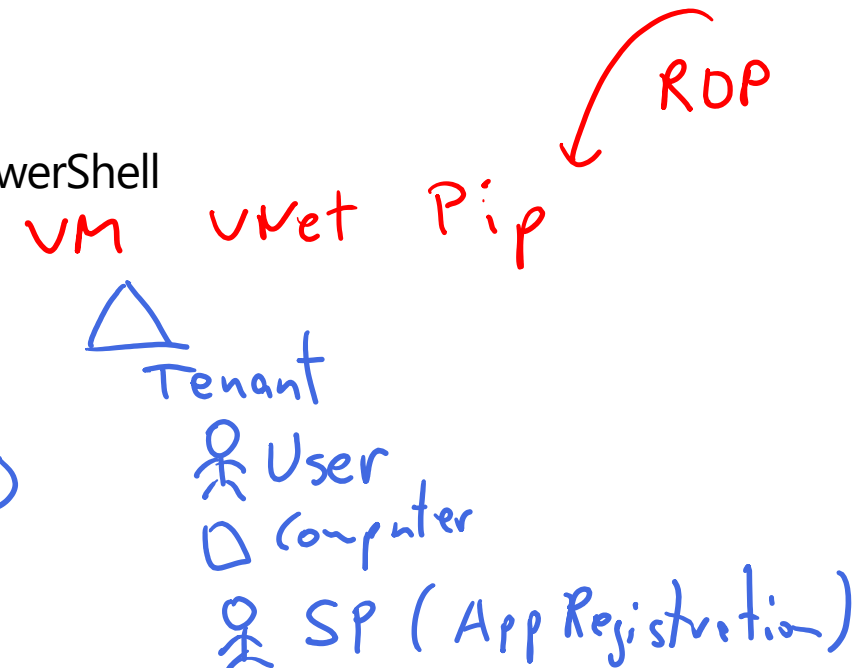 RDP
werShell
VM VNet Pip
Tenant
User
Computer
SP (App Registration)